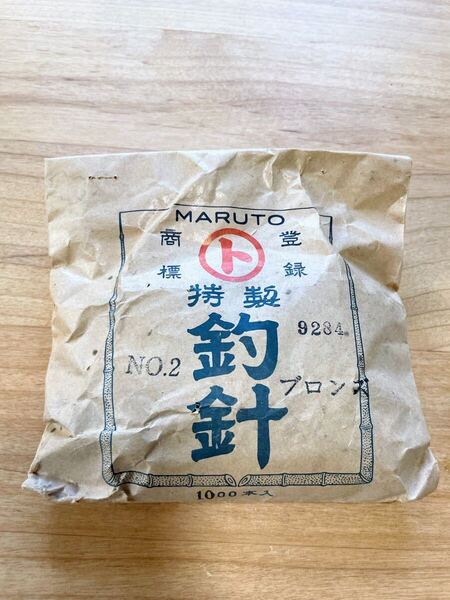 MARUTO
登録
商標
ト
特製
釣針
NO.2
9284
ブロンズ
1000本入